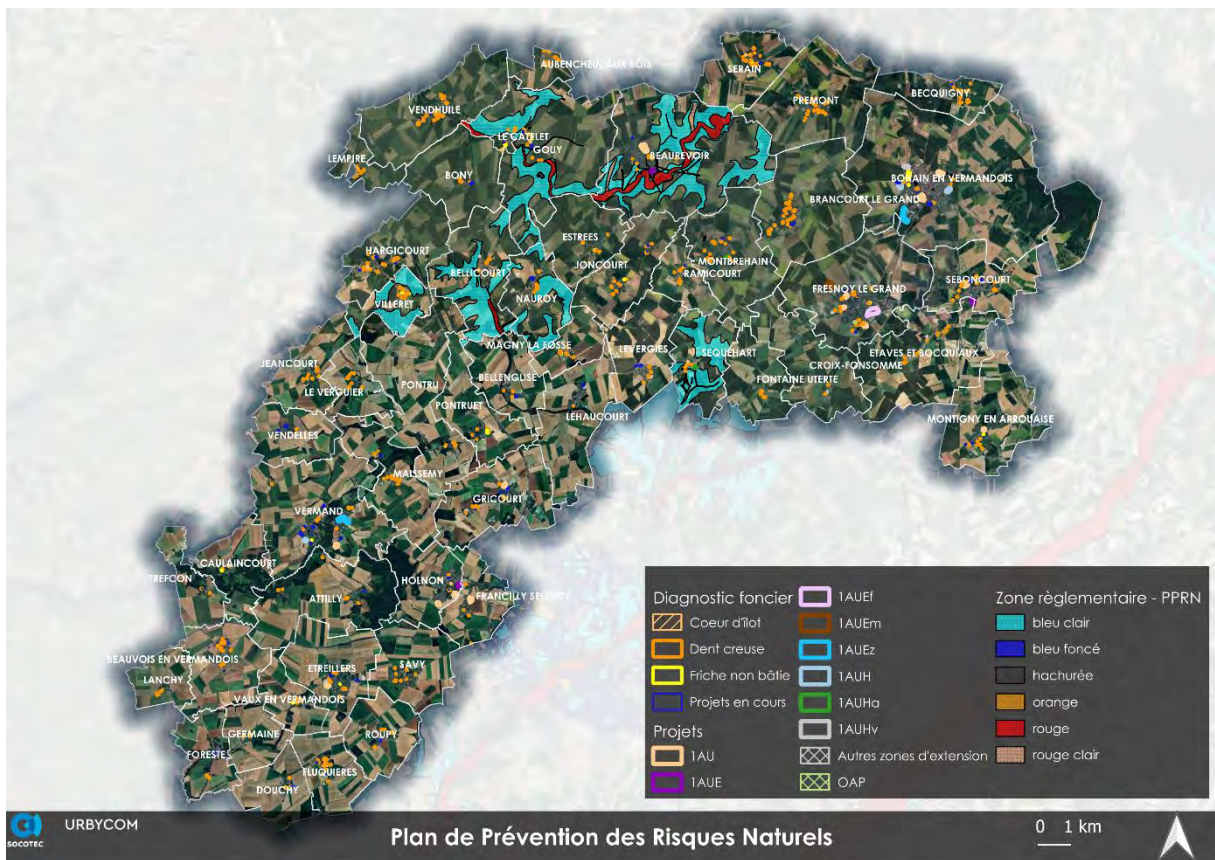 AUBENCHEUL AUX BOIS
SERAIN
BECQUIGNY
PREMONT
VENDHUILE
LE CATELET
GOUY
BEAUREVOIR
LEMPIRE
BONY
BOHAIN EN VERMANDOIS
BRANCOURT LE GRAND
HARGICOURT
ESTREES
BELLICOURT
JONCOURT
MONTBREHAIN
RAMICOURT
SEBONCOURT
FRESNOY LE GRAND
VILLERET
NAUROY
MAGNY LA FOSSE
LEVERGIES
SEQUEHART
ETAVES ET BOCQUIAUX
CROIX-FONSOMME
JEANCOURT
LE VERGUIER
PONTRU
BELLENGLISE
FONTAINE UTERTE
PONTRUET
LEHAUCOURT
MONTIGNY EN ARROUAISE
VENDELLES
MAISSEMY
GRICOURT
VERMAND
CAULAINCOURT
TREFCON
HOLNON
ATTILLY
FRANCILLY SELENCY
BEAUVOIS EN VERMANDOIS
LANCHY
ETREILLERS
SAVY
VAUX EN VERMANDOIS
GERMAINE
ROUPY
FORESTE
FLUQUIERES
DOUCHY
Diagnostic foncier
Coeur d'îlot
Dent creuse
Friche non bâtie
Projets en cours
Projets
1AU
1AUE
1AUEf
1AUEm
1AUEz
1AUH
1AUHa
1AUHv
Autres zones d'extension
OAP
Zone règlementaire - PPRN
bleu clair
bleu foncé
hachurée
orange
rouge
rouge clair
SOCOTEC
URBYCOM
Plan de Prévention des Risques Naturels
0 1 km